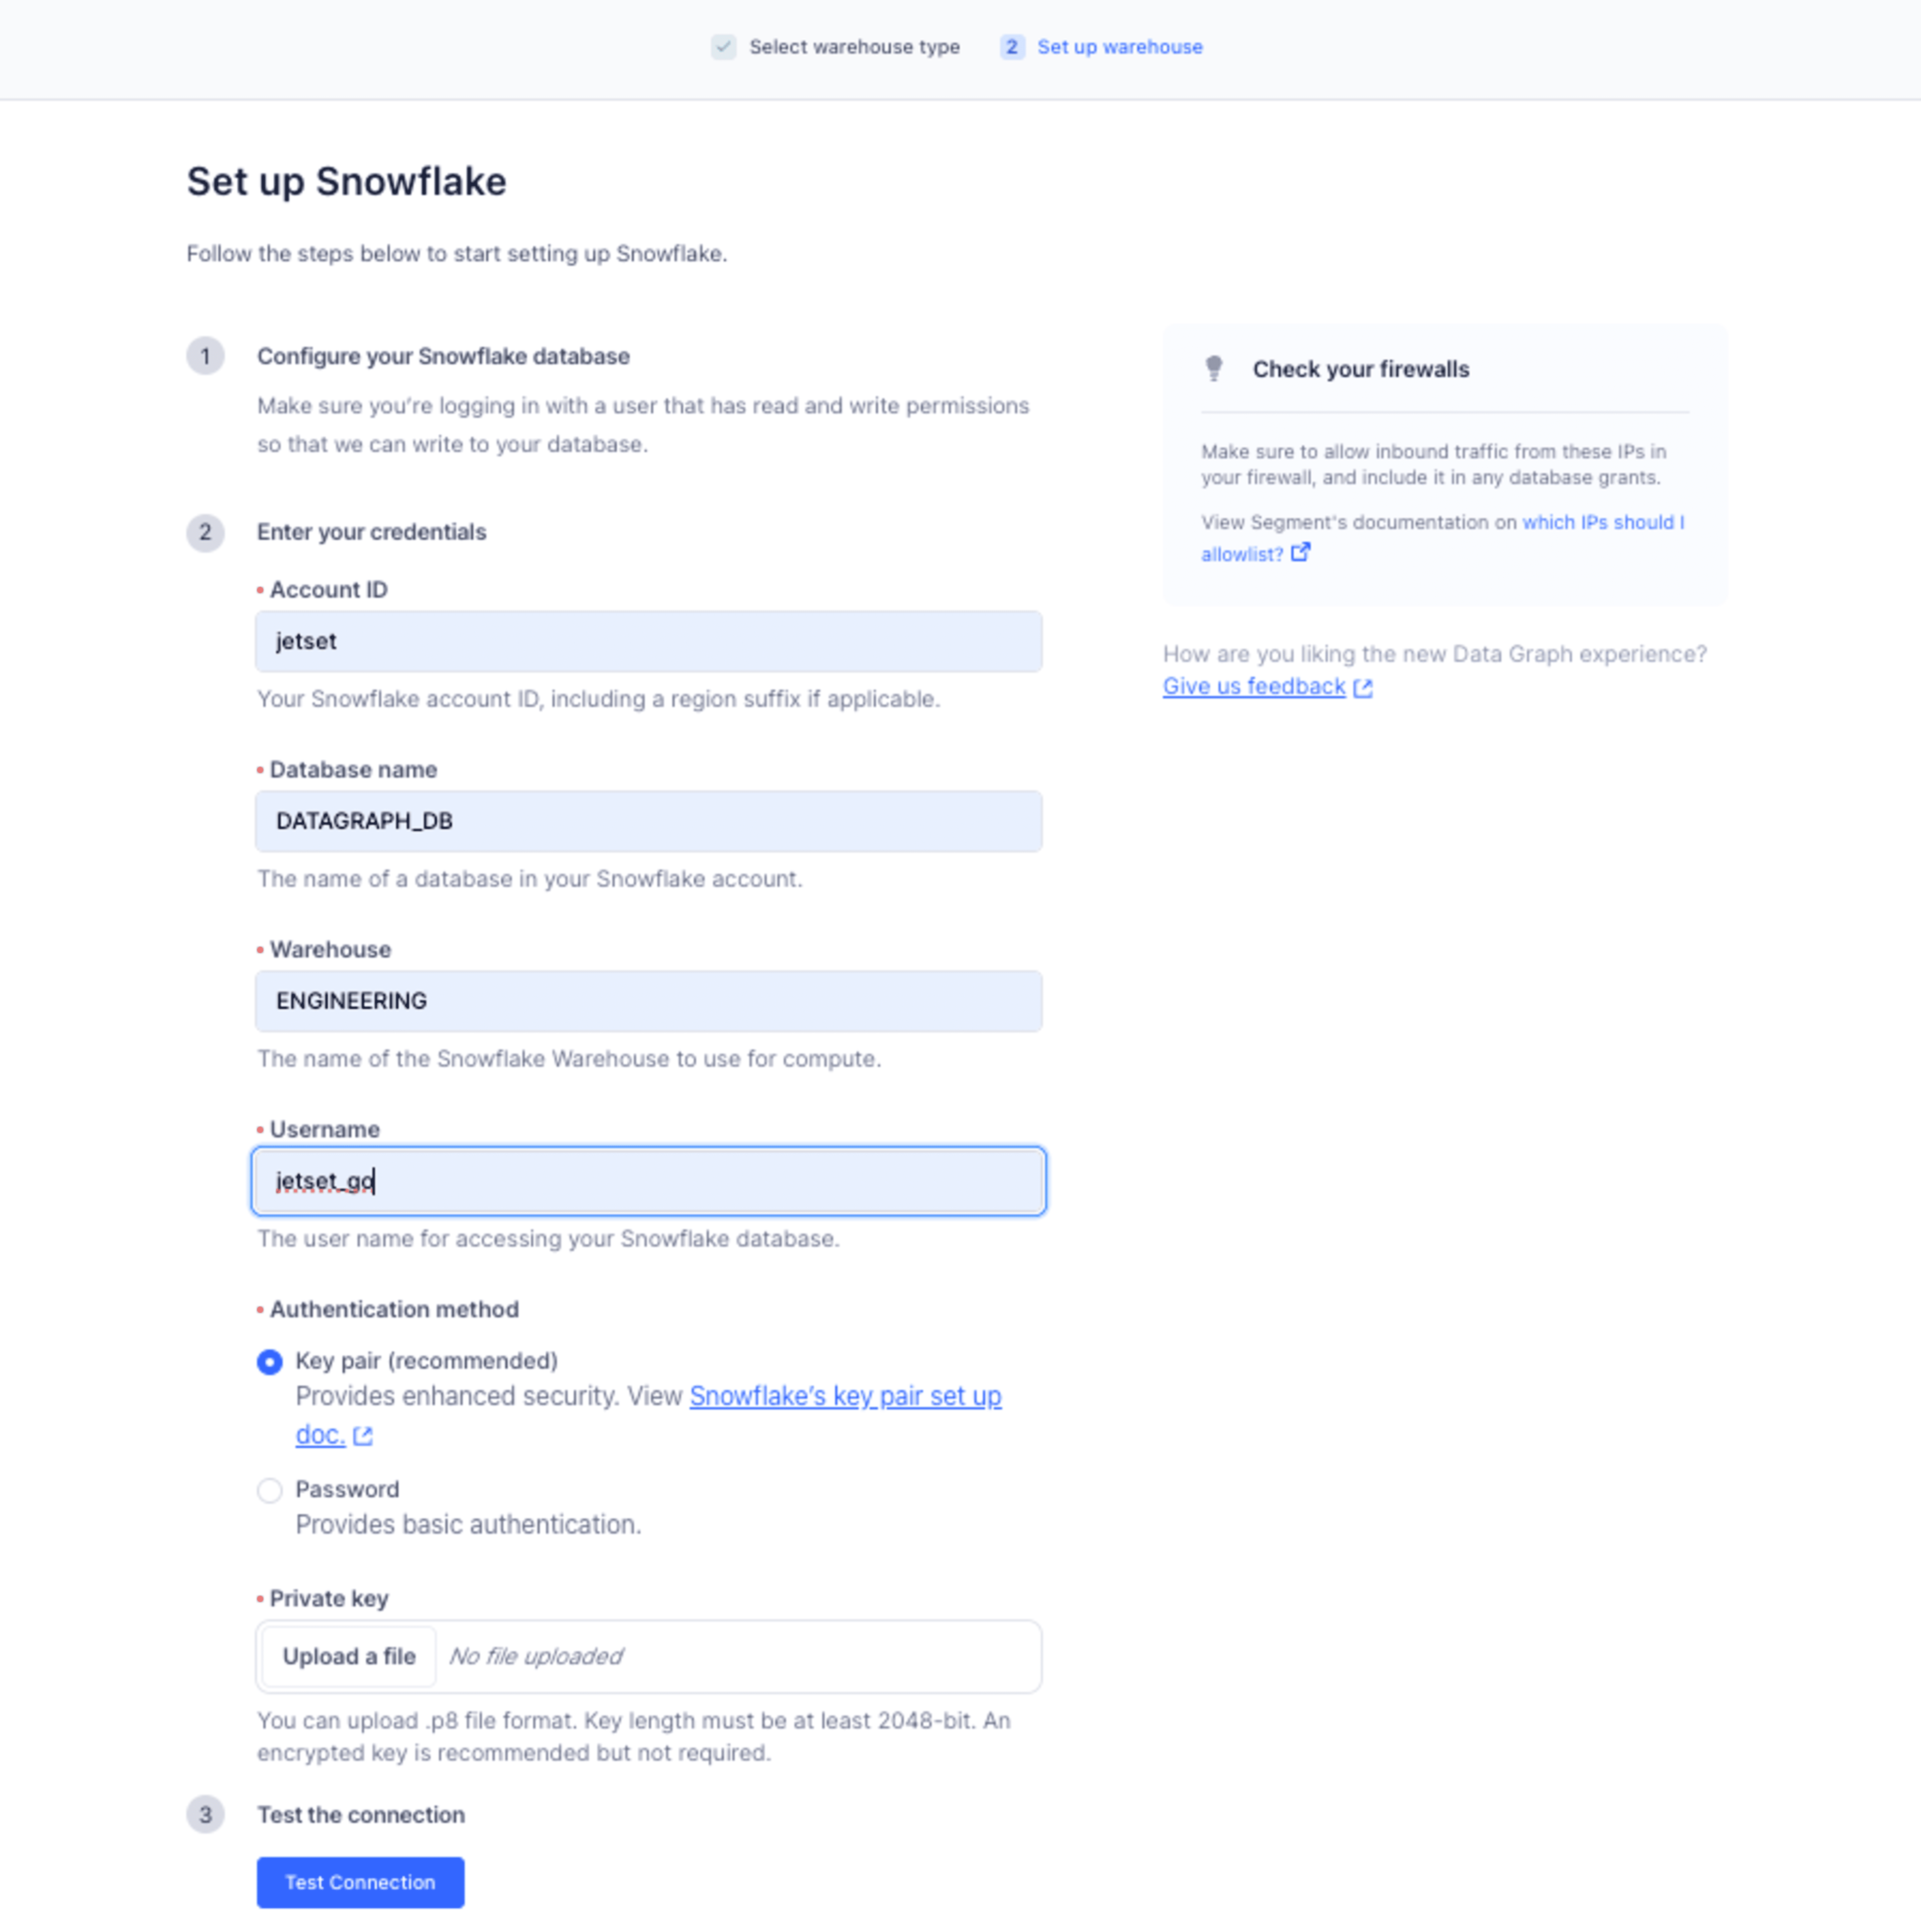 Select warehouse type
2 Set up warehouse
Set up Snowflake
Follow the steps below to start setting up Snowflake.
1 Configure your Snowflake database
Make sure you’re logging in with a user that has read and write permissions
so that we can write to your database.
2 Enter your credentials
• Account ID
jetset
Your Snowflake account ID, including a region suffix if applicable.
• Database name
DATAGRAPH_DB
The name of a database in your Snowflake account.
• Warehouse
ENGINEERING
The name of the Snowflake Warehouse to use for compute.
• Username
jetset_go
The user name for accessing your Snowflake database.
• Authentication method
Key pair (recommended)
Provides enhanced security. View Snowflake’s key pair set up
doc.
Password
Provides basic authentication.
• Private key
Upload a file No file uploaded
You can upload .p8 file format. Key length must be at least 2048-bit. An
encrypted key is recommended but not required.
3 Test the connection
Test Connection
Check your firewalls
Make sure to allow inbound traffic from these IPs in
your firewall, and include it in any database grants.
View Segment's documentation on which IPs should I
allowlist?
How are you liking the new Data Graph experience?
Give us feedback